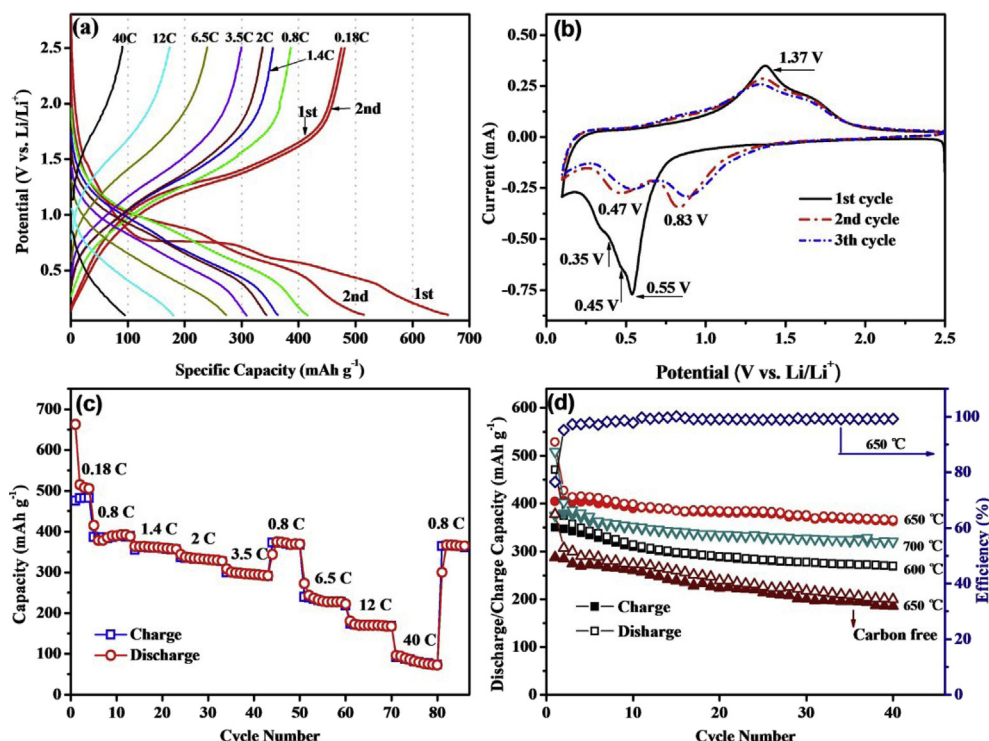 (a)
40C 12C 6.5C 3.5C 2C 0.8C 0.18C
1.4C
1st
2nd
2nd
1st
2.5
2.0
1.5
1.0
0.5
Potential (V vs. Li/Li+)
0 100 200 300 400 500 600 700
Specific Capacity (mAh g-1)
(b)
1.37 V
0.47 V
0.83 V
0.35 V
0.45 V
0.55 V
1st cycle
2nd cycle
3th cycle
0.50
0.25
0.00
-0.25
-0.50
-0.75
Current (mA)
0.0 0.5 1.0 1.5 2.0 2.5
Potential (V vs. Li/Li+)
(c)
0.18 C
0.8 C
1.4 C
2 C
3.5 C
0.8 C
6.5 C
12 C
40 C
0.8 C
Charge
Discharge
700
600
500
400
300
200
100
0
Capacity (mAh g-1)
0 10 20 30 40 50 60 70 80
Cycle Number
(d)
650 ℃
650 ℃
700 ℃
600 ℃
650 ℃
Carbon free
Charge
Disharge
600
500
400
300
200
100
0
Discharge/Charge Capacity (mAh g-1)
100
80
60
40
20
0
Efficiency (%)
0 10 20 30 40
Cycle Number